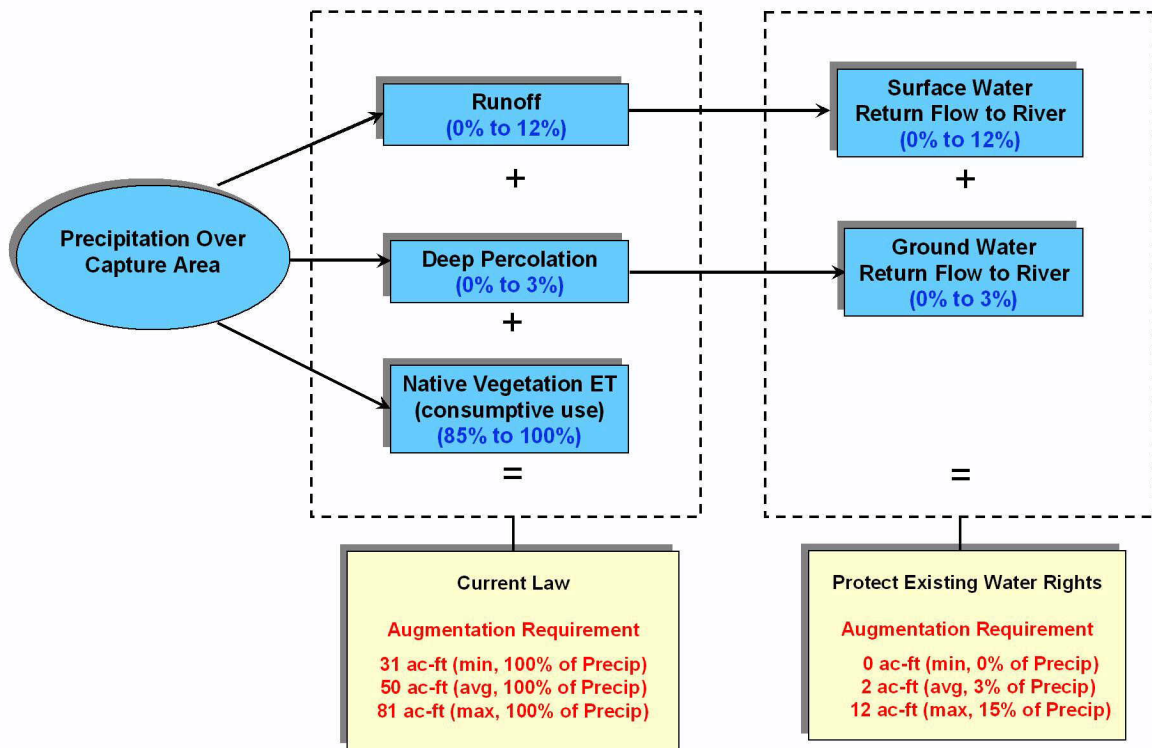 Precipitation Over
Capture Area
Runoff
(0% to 12%)
+
Deep Percolation
(0% to 3%)
+
Native Vegetation ET
(consumptive use)
(85% to 100%)
=
Surface Water
Return Flow to River
(0% to 12%)
+
Ground Water
Return Flow to River
(0% to 3%)
=
Current Law
Augmentation Requirement
31 ac-ft (min, 100% of Precip)
50 ac-ft (avg, 100% of Precip)
81 ac-ft (max, 100% of Precip)
Protect Existing Water Rights
Augmentation Requirement
0 ac-ft (min, 0% of Precip)
2 ac-ft (avg, 3% of Precip)
12 ac-ft (max, 15% of Precip)